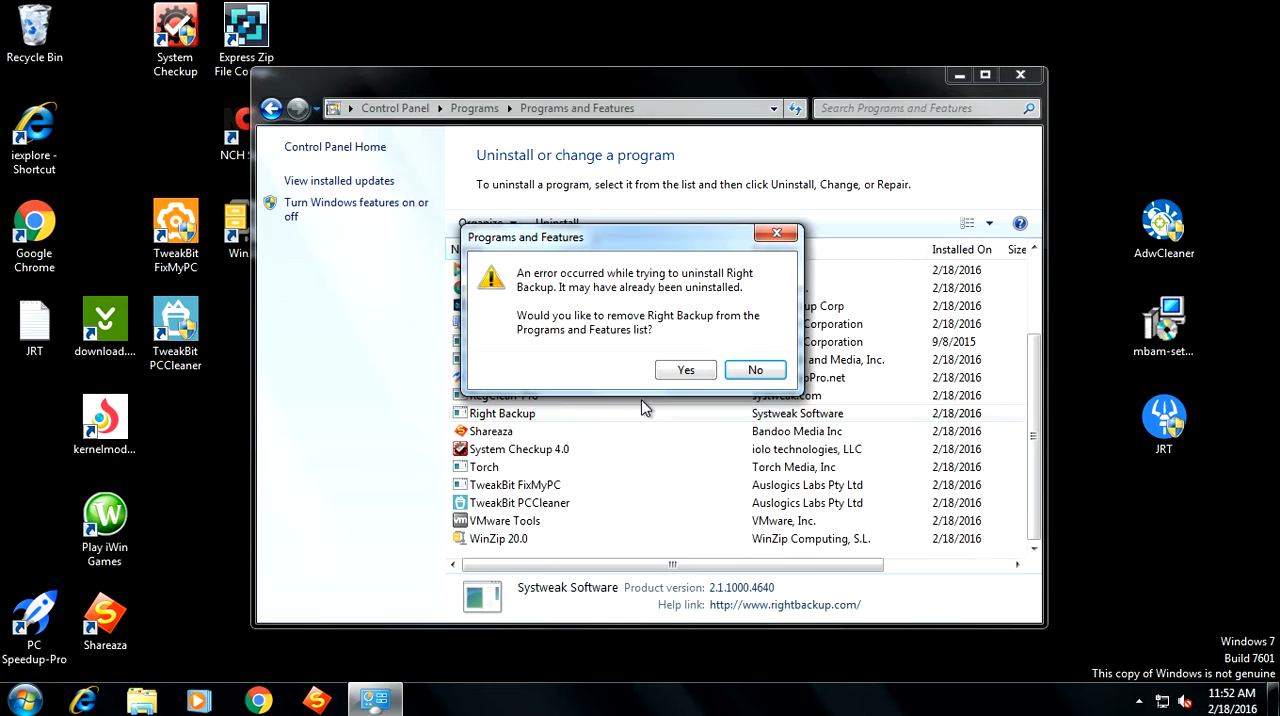 Recycle Bin
System Checkup
Express Zip
File Co...
iexplore -
Shortcut
NCH
Google
Chrome
TweakBit
FixMyPC
Win
JRT
download....
TweakBit
PCCleaner
kernelmod...
Play iWin
Games
PC
Speedup-Pro
Shareaza
AdwCleaner
mbam-set...
JRT
Control Panel
Programs
Programs and Features
Search Programs and Features
Control Panel Home
View installed updates
Turn Windows features on or
off
Uninstall or change a program
To uninstall a program, select it from the list and then click Uninstall, Change, or Repair.
Organize Uninstall
Installed On Size
Programs and Features
An error occurred while trying to uninstall Right
Backup. It may have already been uninstalled.
Would you like to remove Right Backup from the
Programs and Features list?
Yes No
2/18/2016
2/18/2016
up Corp 2/18/2016
Corporation 2/18/2016
Corporation 9/8/2015
and Media, Inc. 2/18/2016
Pro.net 2/18/2016
RegClean Pro systweak.com 2/18/2016
Right Backup Systweak Software 2/18/2016
Shareaza Bandoo Media Inc 2/18/2016
System Checkup 4.0 iolo technologies, LLC 2/18/2016
Torch Torch Media, Inc 2/18/2016
TweakBit FixMyPC Auslogics Labs Pty Ltd 2/18/2016
TweakBit PCCleaner Auslogics Labs Pty Ltd 2/18/2016
VMware Tools VMware, Inc. 2/18/2016
WinZip 20.0 WinZip Computing, S.L. 2/18/2016
Systweak Software Product version: 2.1.1000.4640
Help link: http://www.rightbackup.com/
Windows 7
Build 7601
This copy of Windows is not genuine
11:52 AM
2/18/2016